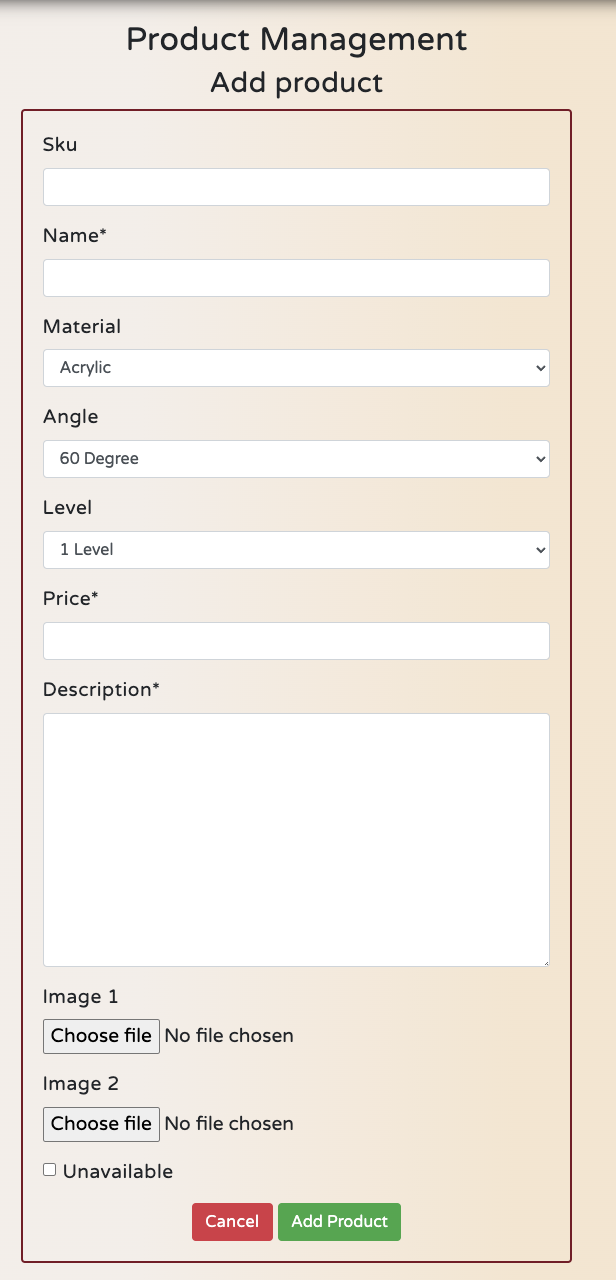 Product Management
Add product
Sku
Name*
Material
Acrylic
Angle
60 Degree
Level
1 Level
Price*
Description*
Image 1
Choose file No file chosen
Image 2
Choose file No file chosen
Unavailable
Cancel Add Product